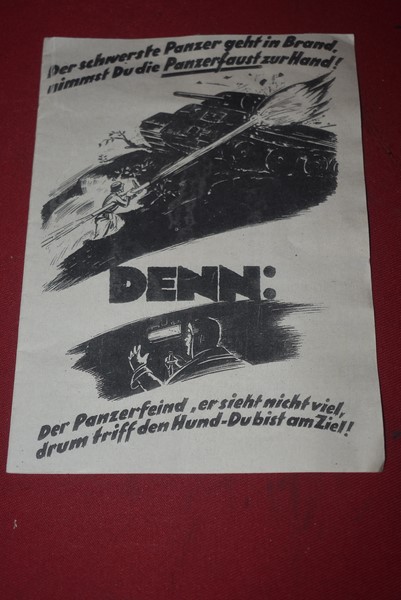 Der schwerste Panzer geht in Brand,
nimmst Du die Panzerfaust zur Hand!
DENN:
Der Panzerfeind, er sieht nicht viel,
drum triff den Hund-Du bist am Ziel!